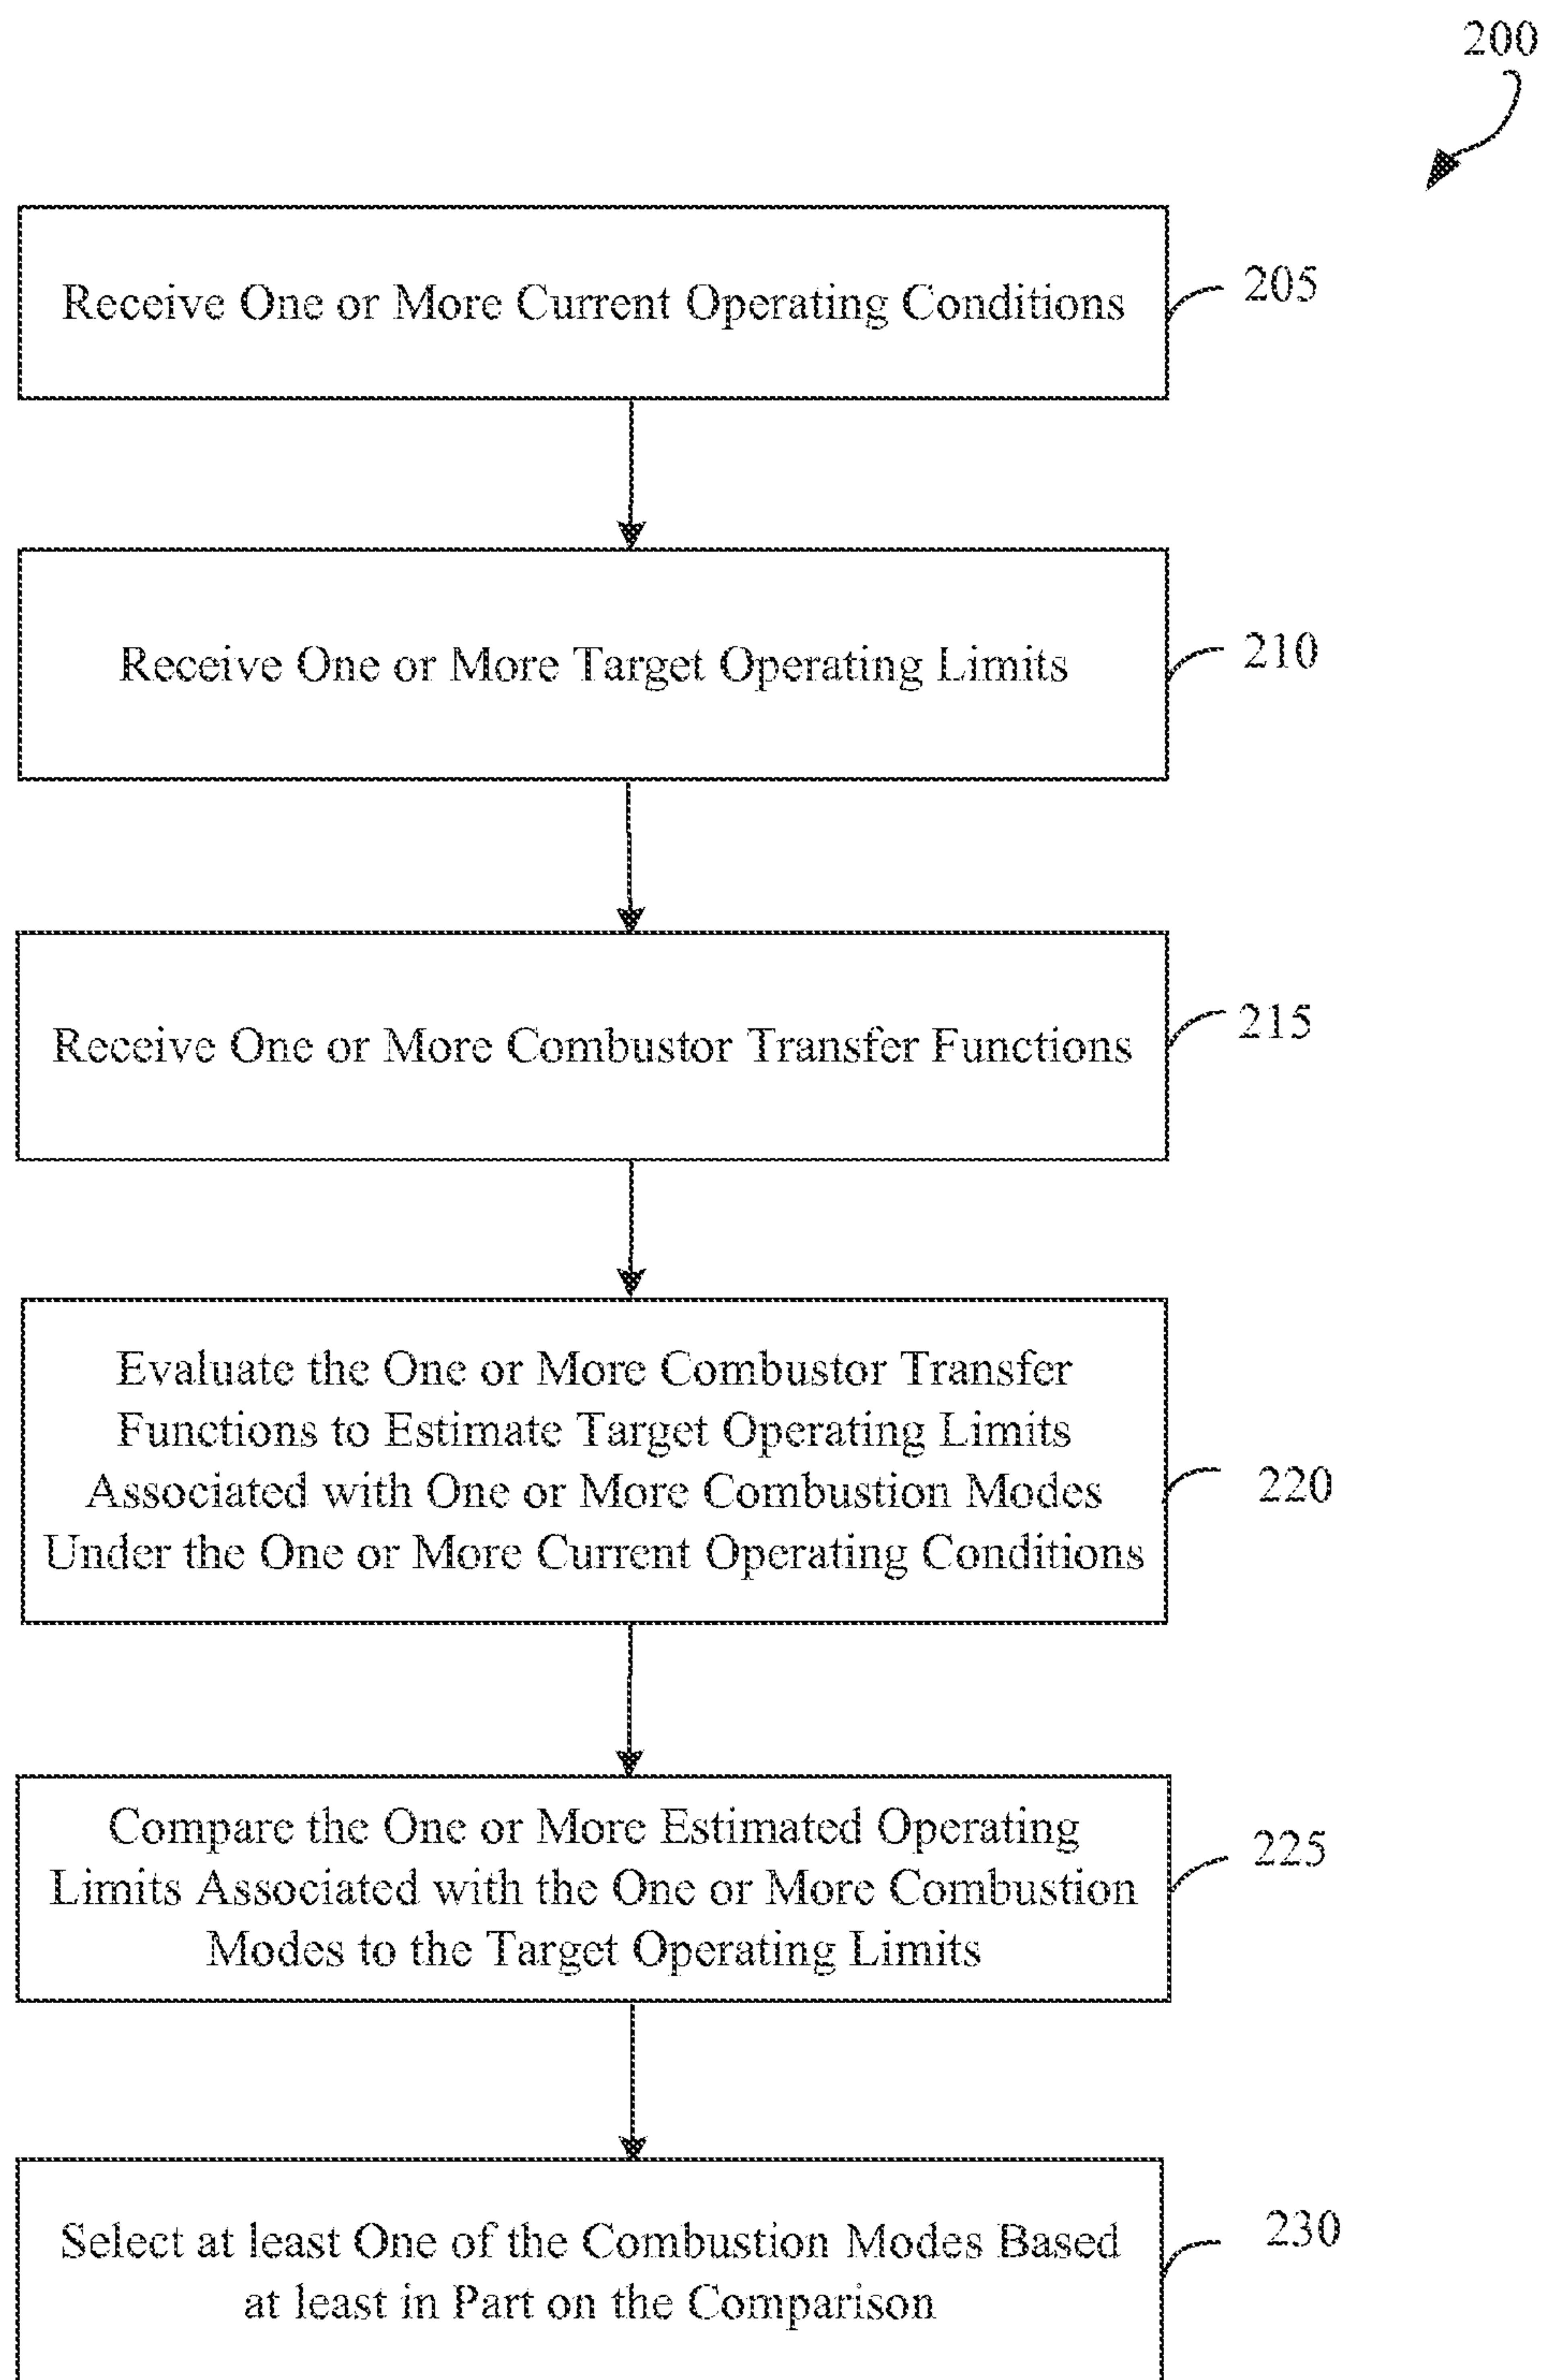 200
Receive One or More Current Operating Conditions
205
Receive One or More Target Operating Limits
210
Receive One or More Combustor Transfer Functions
215
Evaluate the One or More Combustor Transfer
Functions to Estimate Target Operating Limits
Associated with One or More Combustion Modes
Under the One or More Current Operating Conditions
220
Compare the One or More Estimated Operating
Limits Associated with the One or More Combustion
Modes to the Target Operating Limits
225
Select at least One of the Combustion Modes Based
at least in Part on the Comparison
230